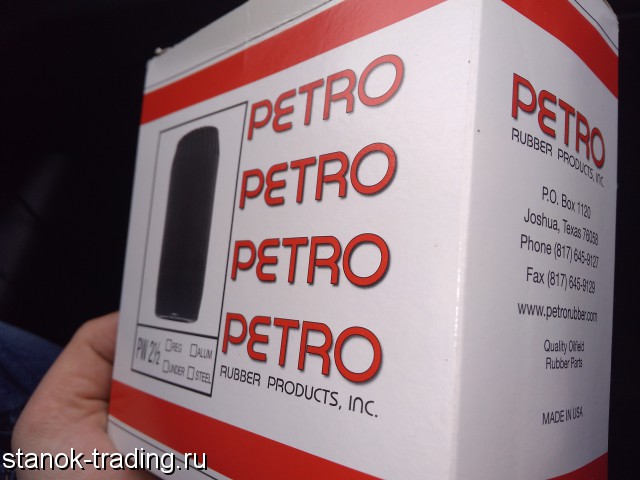 PETRO
PETRO
PETRO
PETRO
RUBBER PRODUCTS, INC.
PW 2½
REG ALUM
UNDER STEEL
PETRO
RUBBER PRODUCTS, INC.
P.O. Box 1120
Joshua, Texas 76058
Phone (817) 645-9127
Fax (817) 645-9129
www.petrorubber.com
Quality Oilfield
Rubber Parts
MADE IN USA
stanok-trading.ru